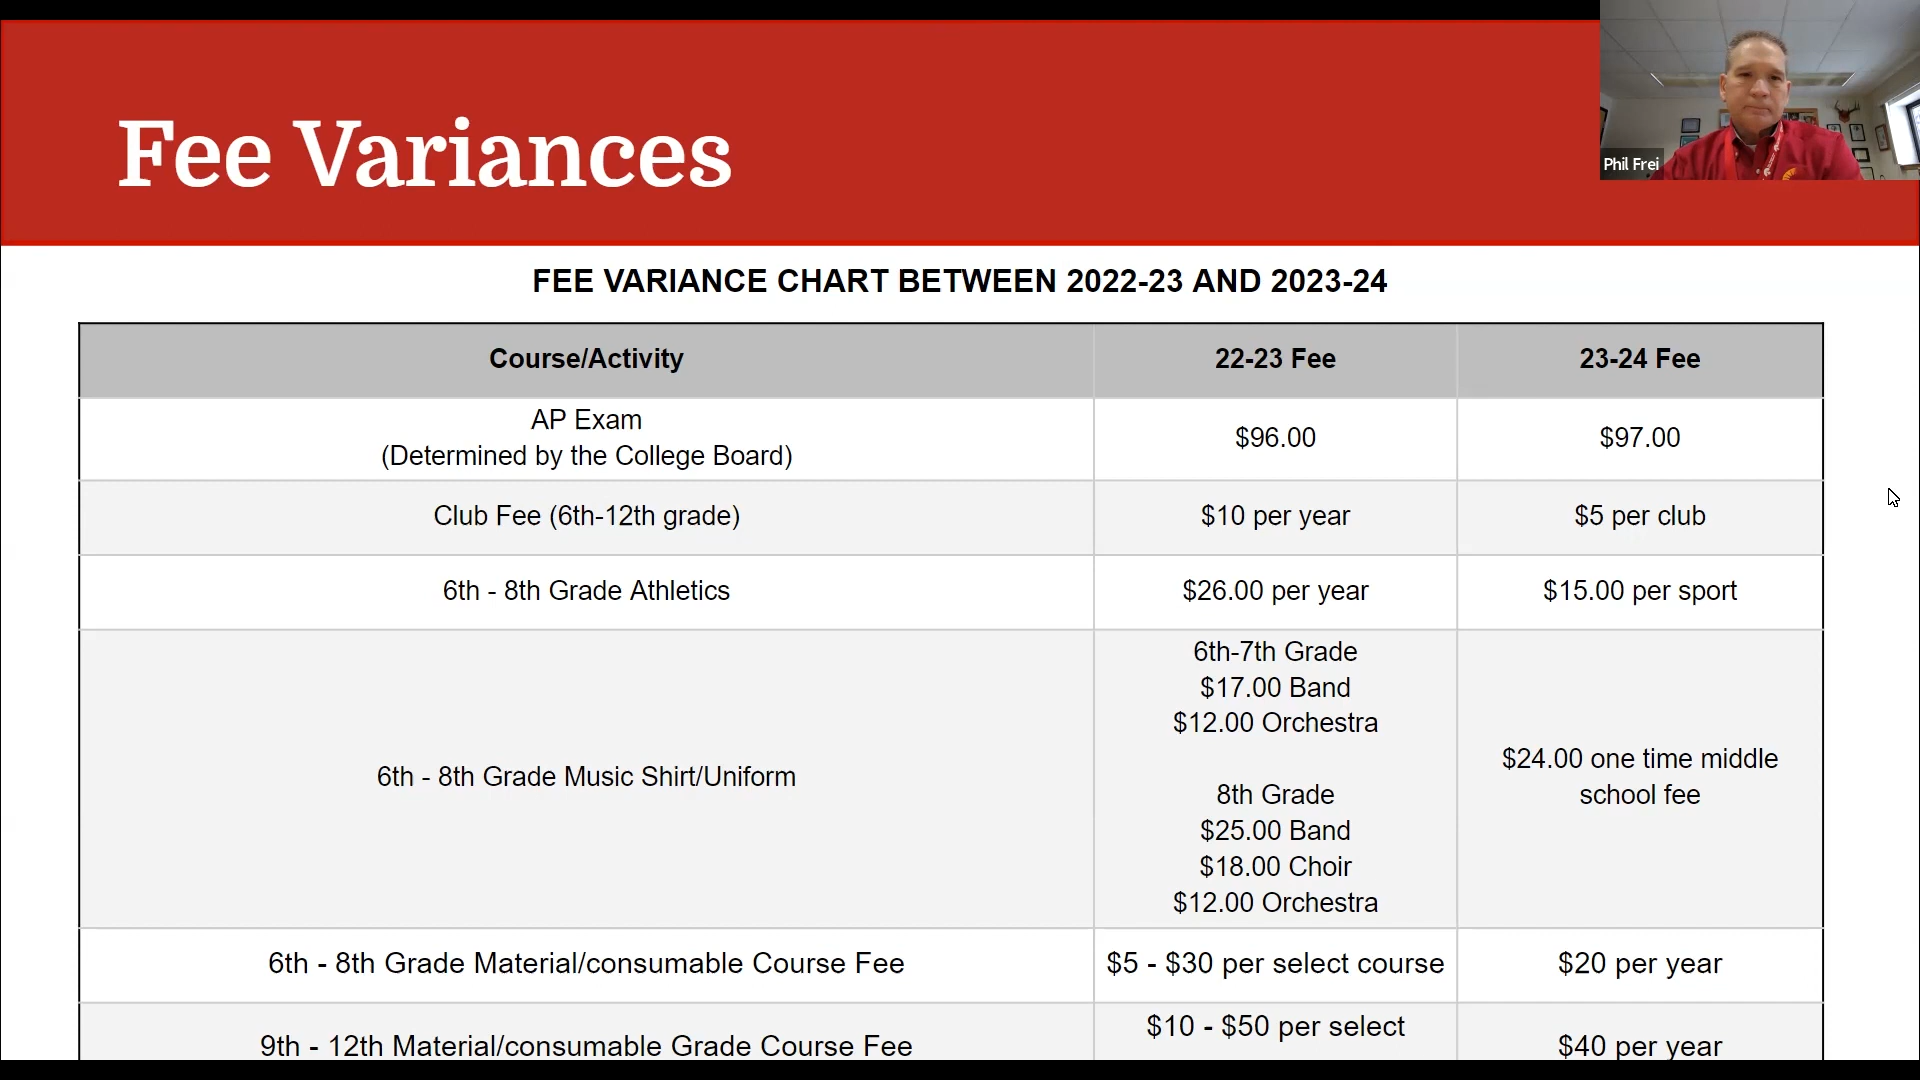 Fee Variances
Phil Frei
FEE VARIANCE CHART BETWEEN 2022-23 AND 2023-24
Course/Activity
22-23 Fee
23-24 Fee
AP Exam
(Determined by the College Board)
$96.00
$97.00
Club Fee (6th-12th grade)
$10 per year
$5 per club
6th - 8th Grade Athletics
$26.00 per year
$15.00 per sport
6th - 8th Grade Music Shirt/Uniform
6th-7th Grade
$17.00 Band
$12.00 Orchestra
8th Grade
$25.00 Band
$18.00 Choir
$12.00 Orchestra
$24.00 one time middle
school fee
6th - 8th Grade Material/consumable Course Fee
$5 - $30 per select course
$20 per year
9th - 12th Material/consumable Grade Course Fee
$10 - $50 per select
$40 per year